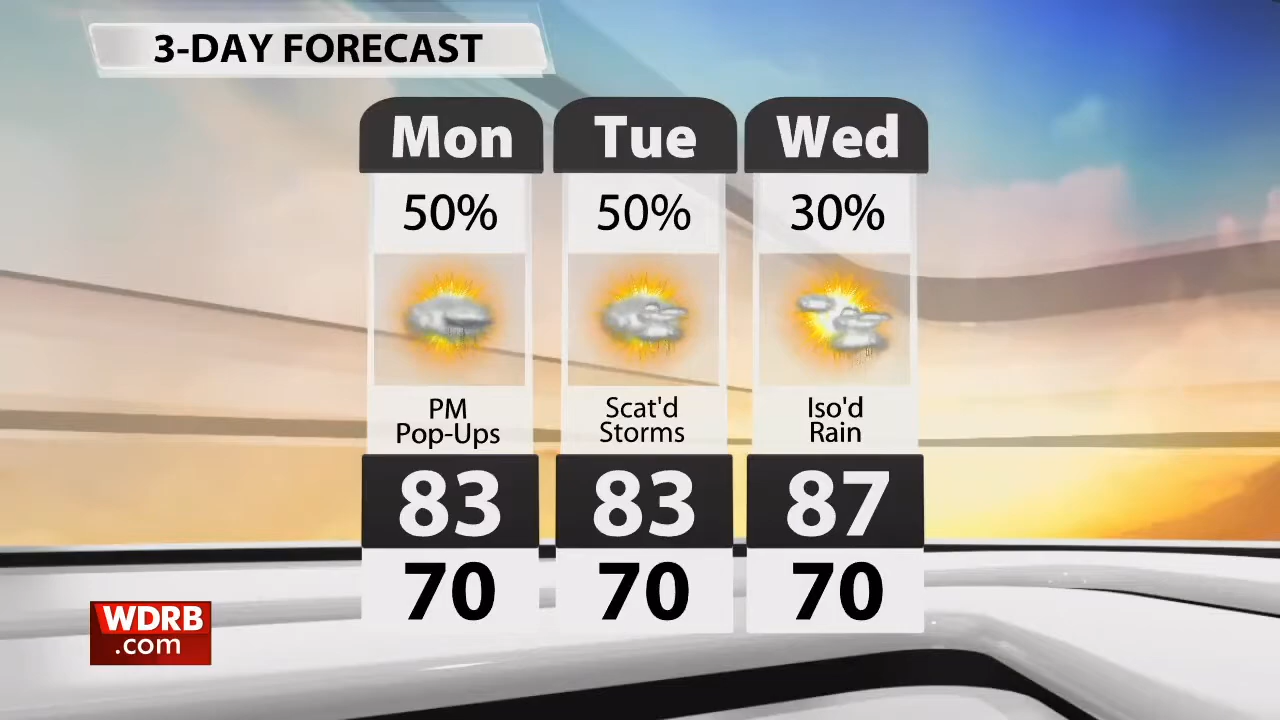 3-DAY FORECAST
Mon
Tue
Wed
50%
50%
30%
PM
Pop-Ups
Scat'd
Storms
Iso'd
Rain
83
83
87
70
70
70
WDRB
.com